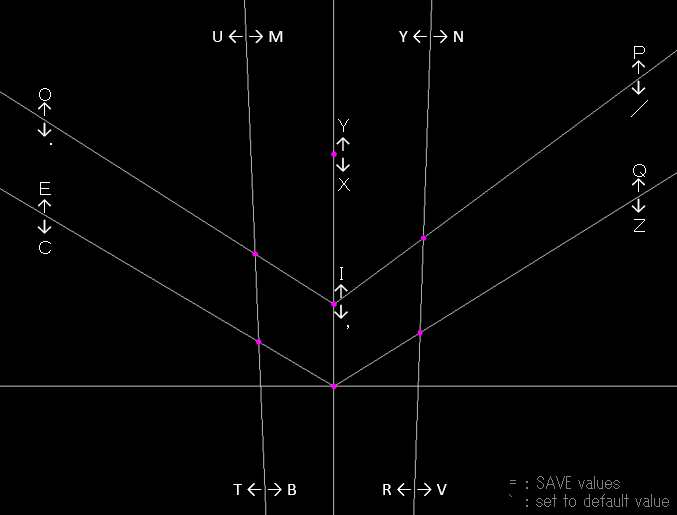 U ←→ M
Y ←→ N
P
↑
↓
/
O
↑
↓
.
Y
↑
↓
X
Q
↑
↓
Z
E
↑
↓
C
I
↑
↓
,
T ←→ B
R ←→ V
= : SAVE values
` : set to default value